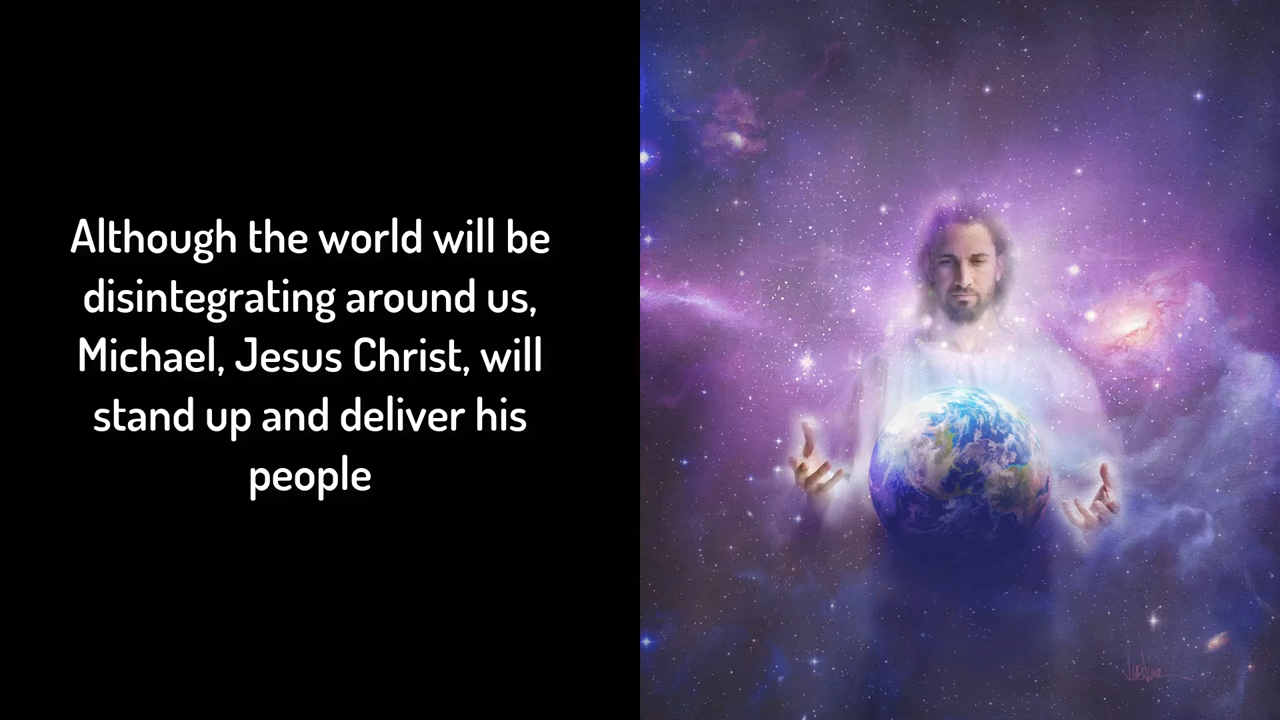 Although the world will be
disintegrating around us,
Michael, Jesus Christ, will
stand up and deliver his
people